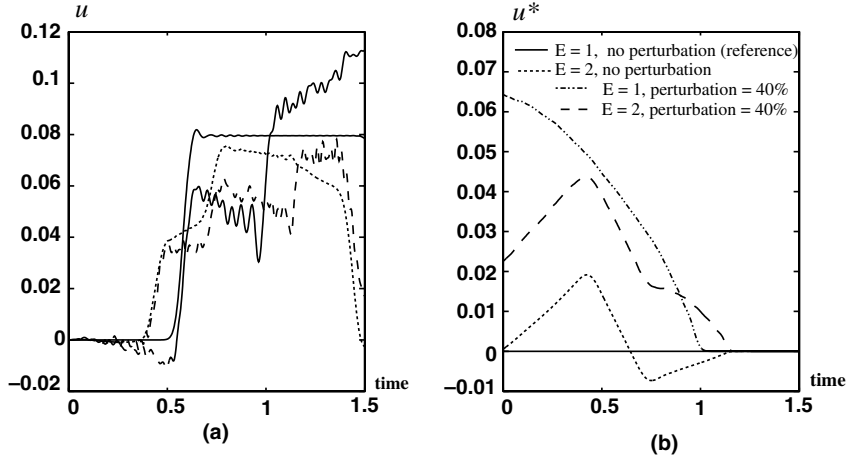 u
0.12
0.1
0.08
0.06
0.04
0.02
0
−0.02
0
0.5
1
1.5
time
(a)
u*
0.08
0.07
0.06
0.05
0.04
0.03
0.02
0.01
0
−0.01
E = 1, no perturbation (reference)
E = 2, no perturbation
E = 1, perturbation = 40%
E = 2, perturbation = 40%
0
0.5
1
1.5
time
(b)